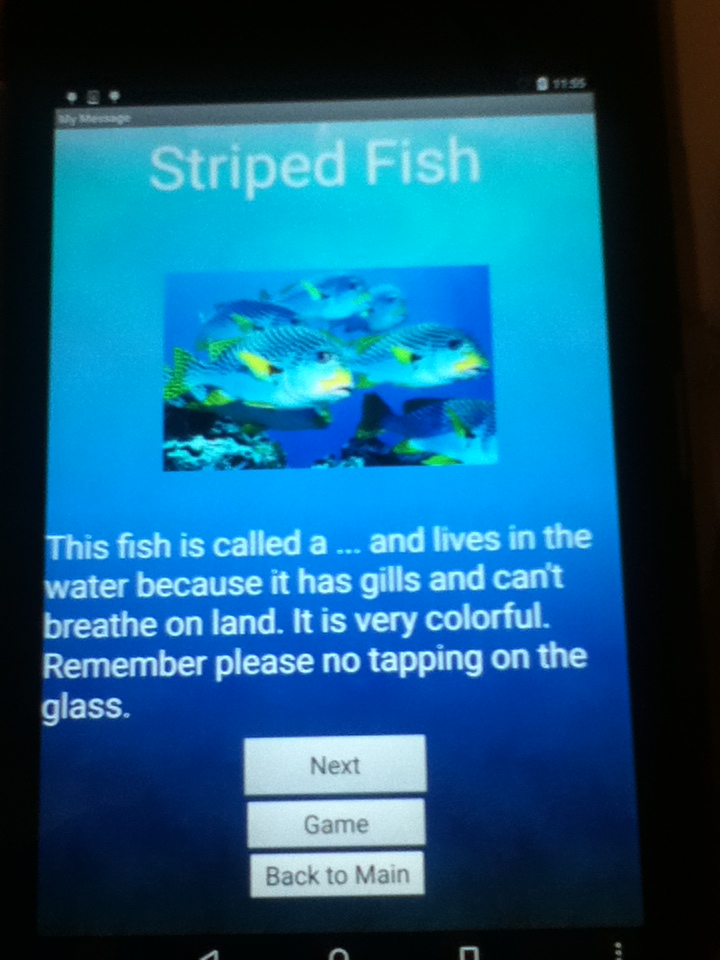 11:55
My Message
Striped Fish
This fish is called a ... and lives in the
water because it has gills and can't
breathe on land. It is very colorful.
Remember please no tapping on the
glass.
Next
Game
Back to Main